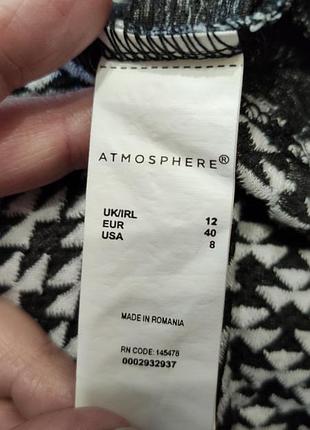 ATMOSPHERE®
UK/IRL 12
EUR 40
USA 8
MADE IN ROMANIA
RN CODE: 145478
0002932937